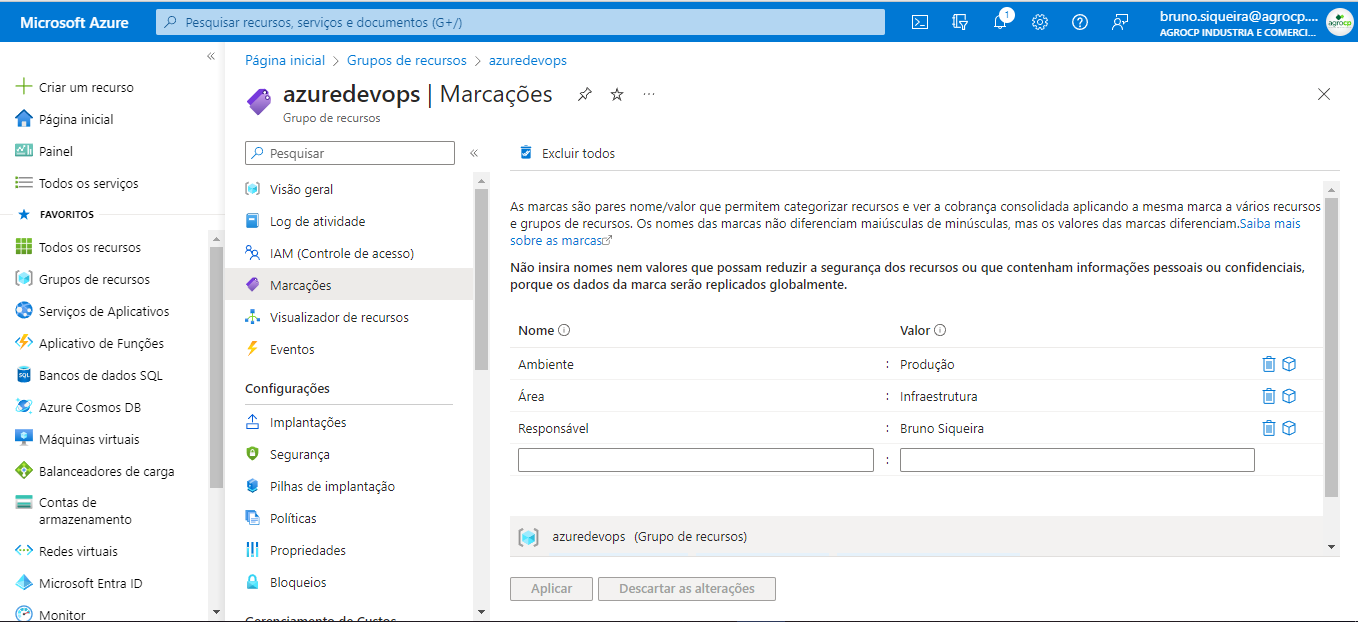 Microsoft Azure
Pesquisar recursos, serviços e documentos (G+/)
1
bruno.siqueira@agrocp....
AGROCP INDUSTRIA E COMERCI...
agrocp
Criar um recurso
Página inicial
Painel
Todos os serviços
FAVORITOS
Todos os recursos
Grupos de recursos
Serviços de Aplicativos
Aplicativo de Funções
SQL
Bancos de dados SQL
Azure Cosmos DB
Máquinas virtuais
Balanceadores de carga
Contas de
armazenamento
Redes virtuais
Microsoft Entra ID
Monitor
Página inicial > Grupos de recursos > azuredevops
azuredevops | Marcações
Grupo de recursos
Pesquisar
Visão geral
Log de atividade
IAM (Controle de acesso)
Marcações
Visualizador de recursos
Eventos
Configurações
Implantações
Segurança
Pilhas de implantação
Políticas
Propriedades
Bloqueios
Gerenciamento de Custos
Excluir todos
As marcas são pares nome/valor que permitem categorizar recursos e ver a cobrança consolidada aplicando a mesma marca a vários recursos
e grupos de recursos. Os nomes das marcas não diferenciam maiúsculas de minúsculas, mas os valores das marcas diferenciam.Saiba mais
sobre as marcas
Não insira nomes nem valores que possam reduzir a segurança dos recursos ou que contenham informações pessoais ou confidenciais,
porque os dados da marca serão replicados globalmente.
Nome Valor
Ambiente : Produção
Área : Infraestrutura
Responsável : Bruno Siqueira
:
azuredevops (Grupo de recursos)
Aplicar Descartar as alterações